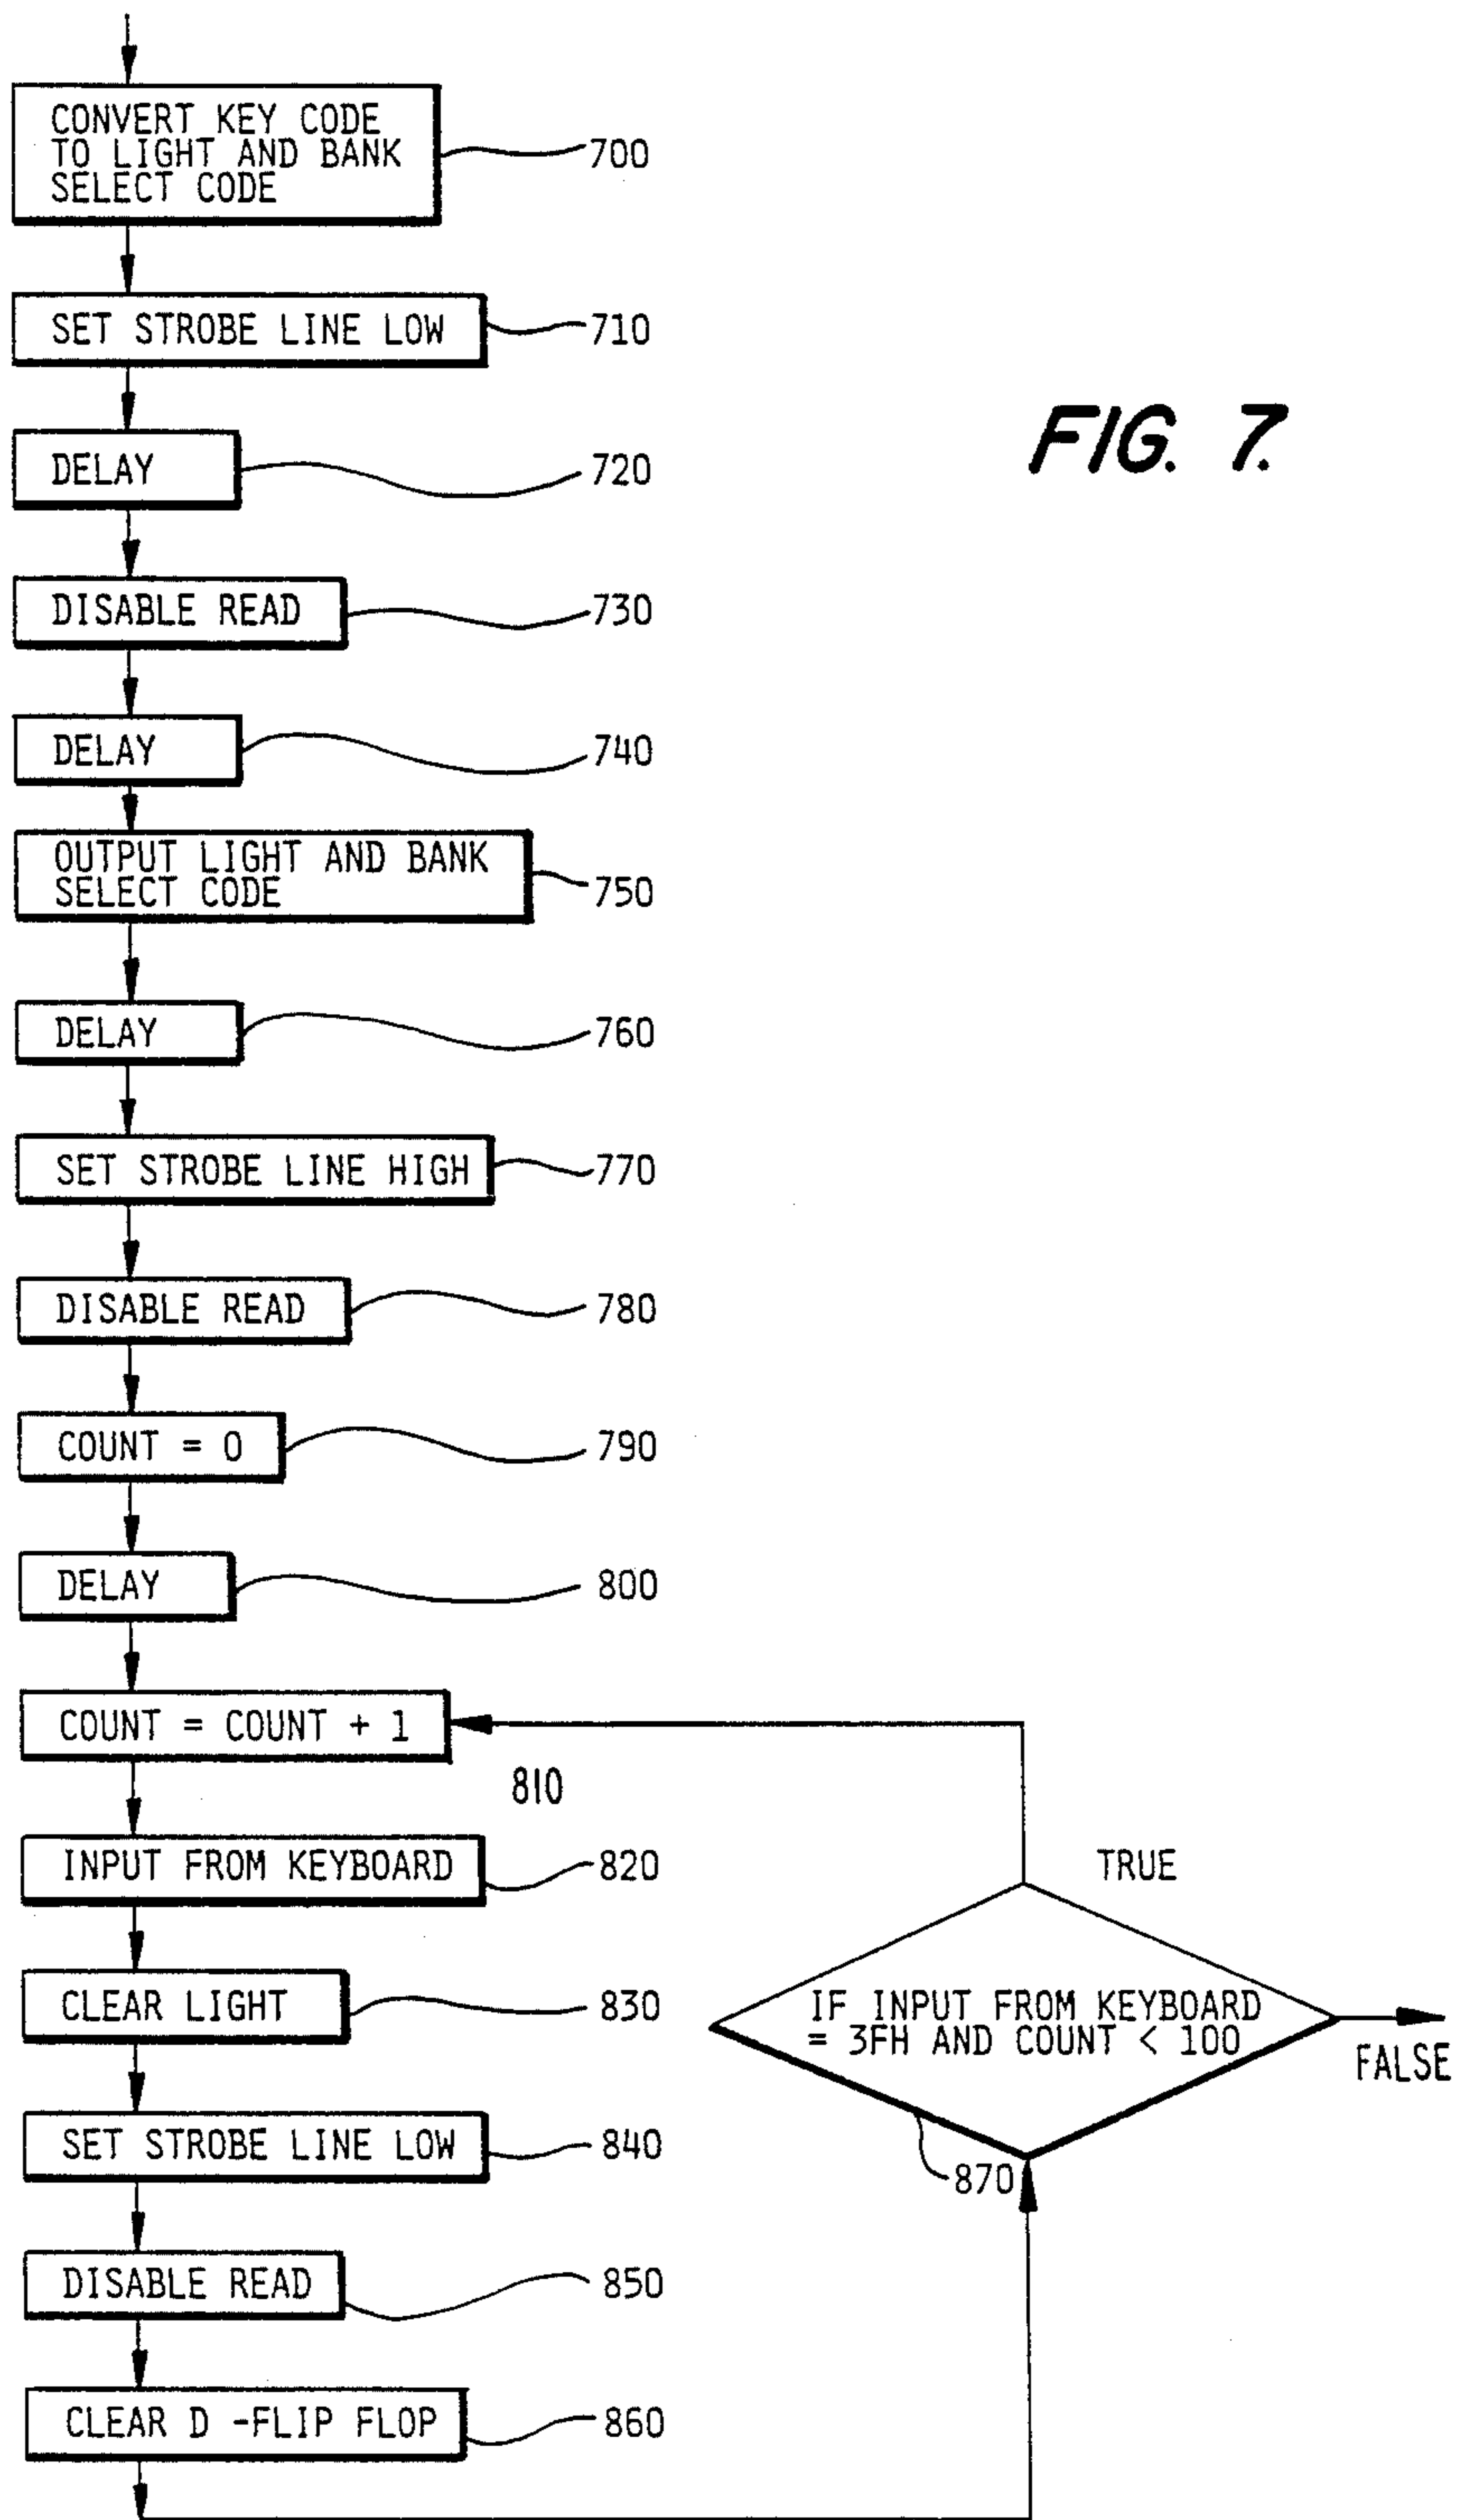 CONVERT KEY CODE
TO LIGHT AND BANK
SELECT CODE
700
SET STROBE LINE LOW
710
FIG. 7.
DELAY
720
DISABLE READ
730
DELAY
740
OUTPUT LIGHT AND BANK
SELECT CODE
750
DELAY
760
SET STROBE LINE HIGH
770
DISABLE READ
780
COUNT = 0
790
DELAY
800
COUNT = COUNT + 1
810
INPUT FROM KEYBOARD
820
TRUE
CLEAR LIGHT
830
IF INPUT FROM KEYBOARD
= 3FH AND COUNT < 100
FALSE
SET STROBE LINE LOW
840
870
DISABLE READ
850
CLEAR D -FLIP FLOP
860